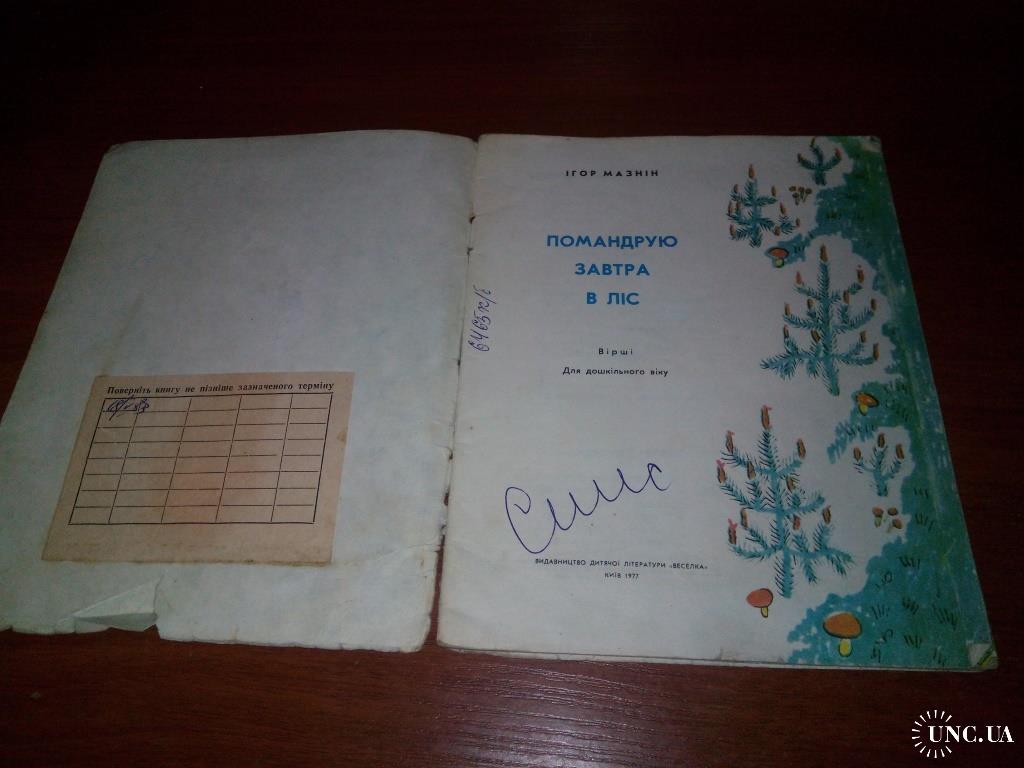 Поверніть книгу не пізніше зазначеного терміну
ІГОР МАЗНІН
ПОМАНДРУЮ
ЗАВТРА
В ЛІС
Вірші
Для дошкільного віку
ВИДАВНИЦТВО ДИТЯЧОЇ ЛІТЕРАТУРИ «ВЕСЕЛКА»
КИЇВ 1977
UNC.UA